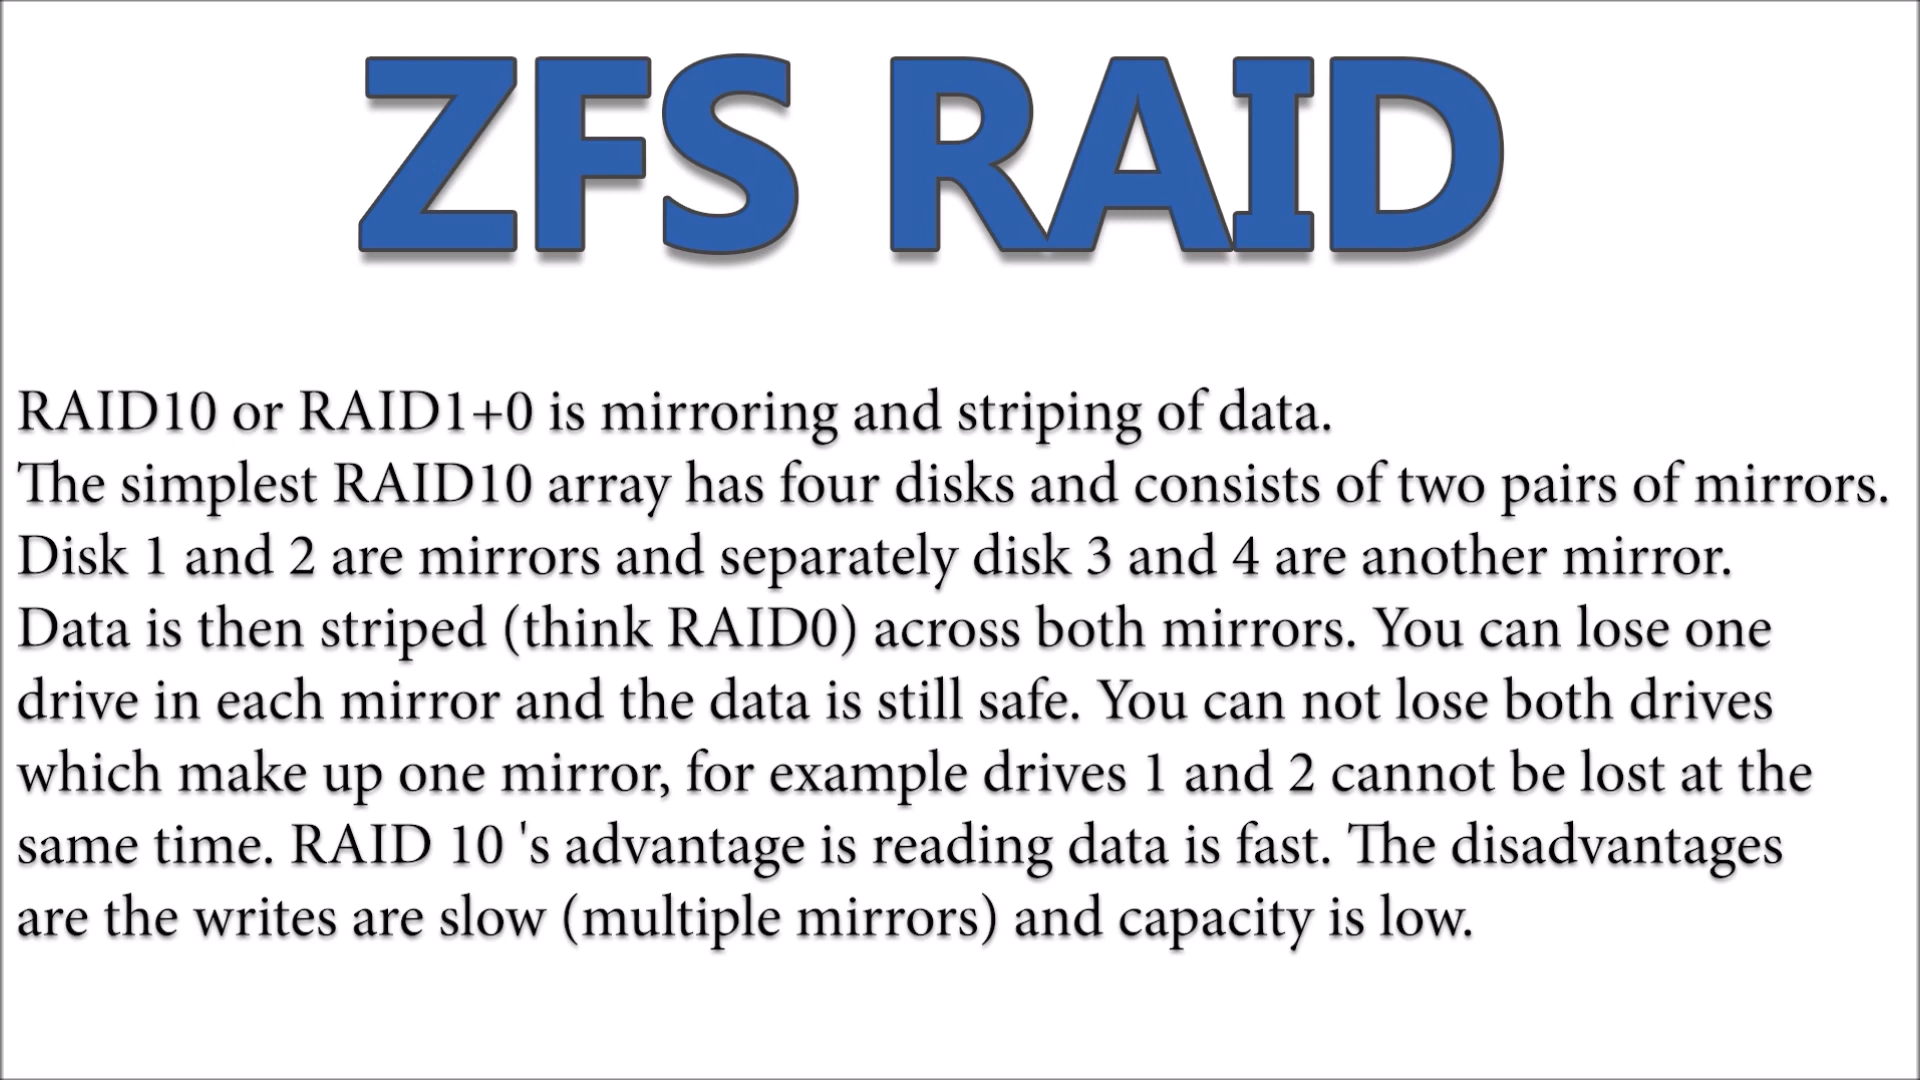 ZFS RAID
RAID10 or RAID1+0 is mirroring and striping of data.
The simplest RAID10 array has four disks and consists of two pairs of mirrors.
Disk 1 and 2 are mirrors and separately disk 3 and 4 are another mirror.
Data is then striped (think RAID0) across both mirrors. You can lose one
drive in each mirror and the data is still safe. You can not lose both drives
which make up one mirror, for example drives 1 and 2 cannot be lost at the
same time. RAID 10 's advantage is reading data is fast. The disadvantages
are the writes are slow (multiple mirrors) and capacity is low.